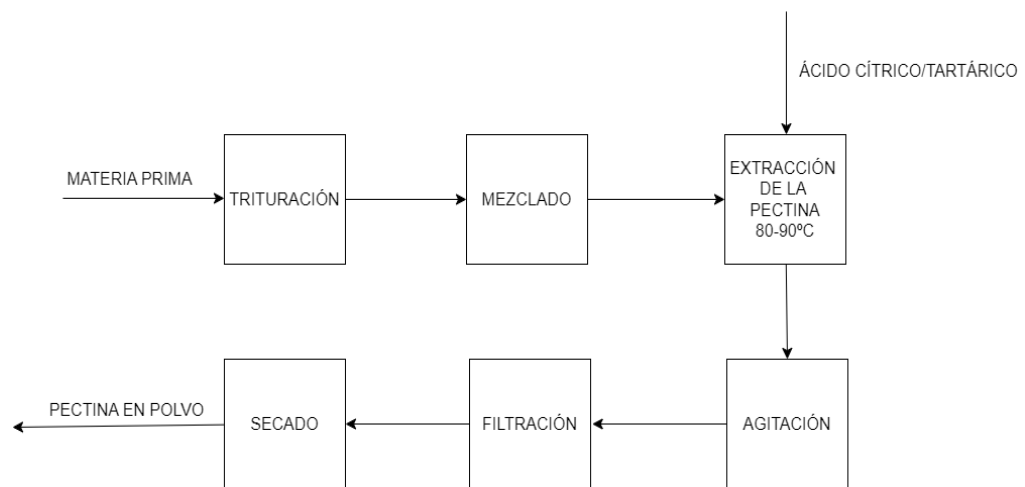 ÁCIDO CÍTRICO/TARTÁRICO
MATERIA PRIMA
TRITURACIÓN
MEZCLADO
EXTRACCIÓN
DE LA
PECTINA
80-90ºC
PECTINA EN POLVO
SECADO
FILTRACIÓN
AGITACIÓN